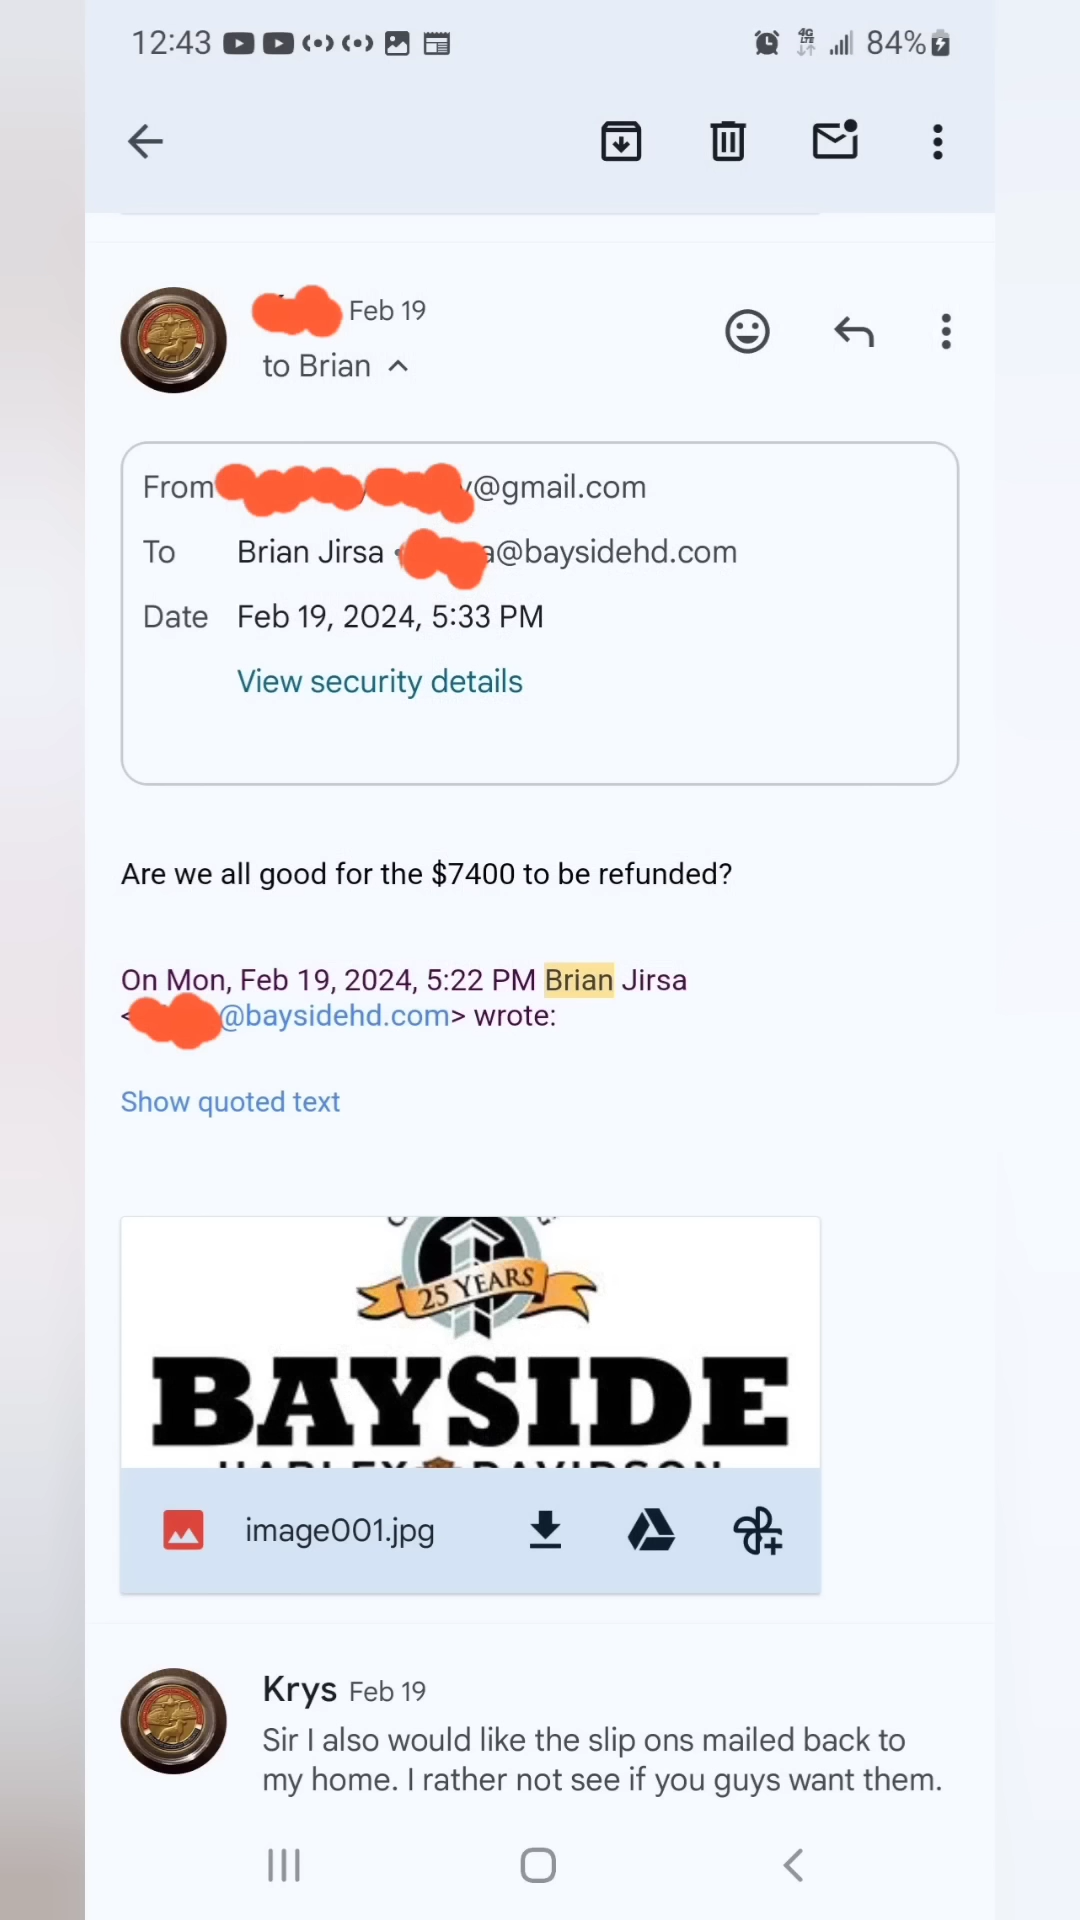 12:43
4G LTE 84%
Feb 19
to Brian
From @gmail.com
To Brian Jirsa a@baysidehd.com
Date Feb 19, 2024, 5:33 PM
View security details
Are we all good for the $7400 to be refunded?
On Mon, Feb 19, 2024, 5:22 PM Brian Jirsa
< @baysidehd.com> wrote:
Show quoted text
25 YEARS
BAYSIDE
HARLEY DAVIDSON
image001.jpg
Krys Feb 19
Sir I also would like the slip ons mailed back to
my home. I rather not see if you guys want them.